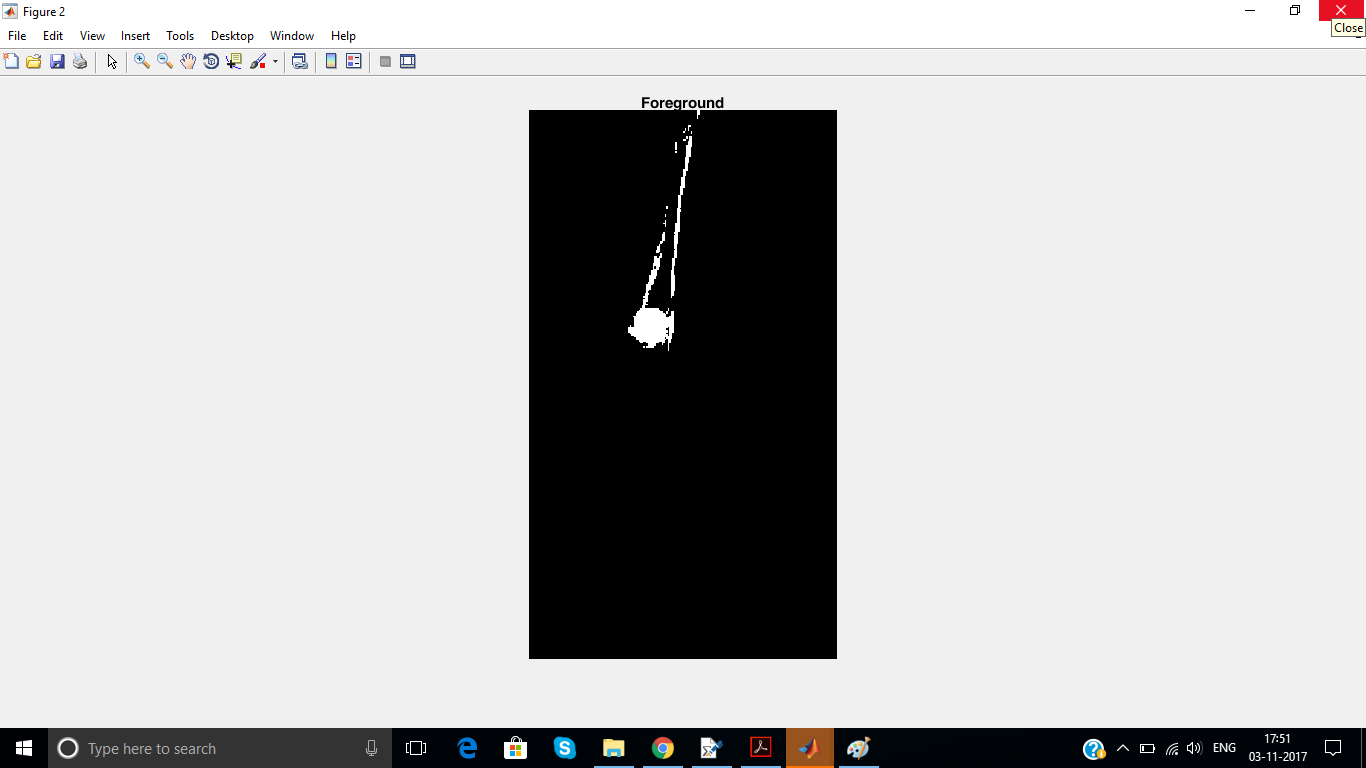 Figure 2
File Edit View Insert Tools Desktop Window Help
Close
Foreground
Type here to search
ENG
17:51
03-11-2017